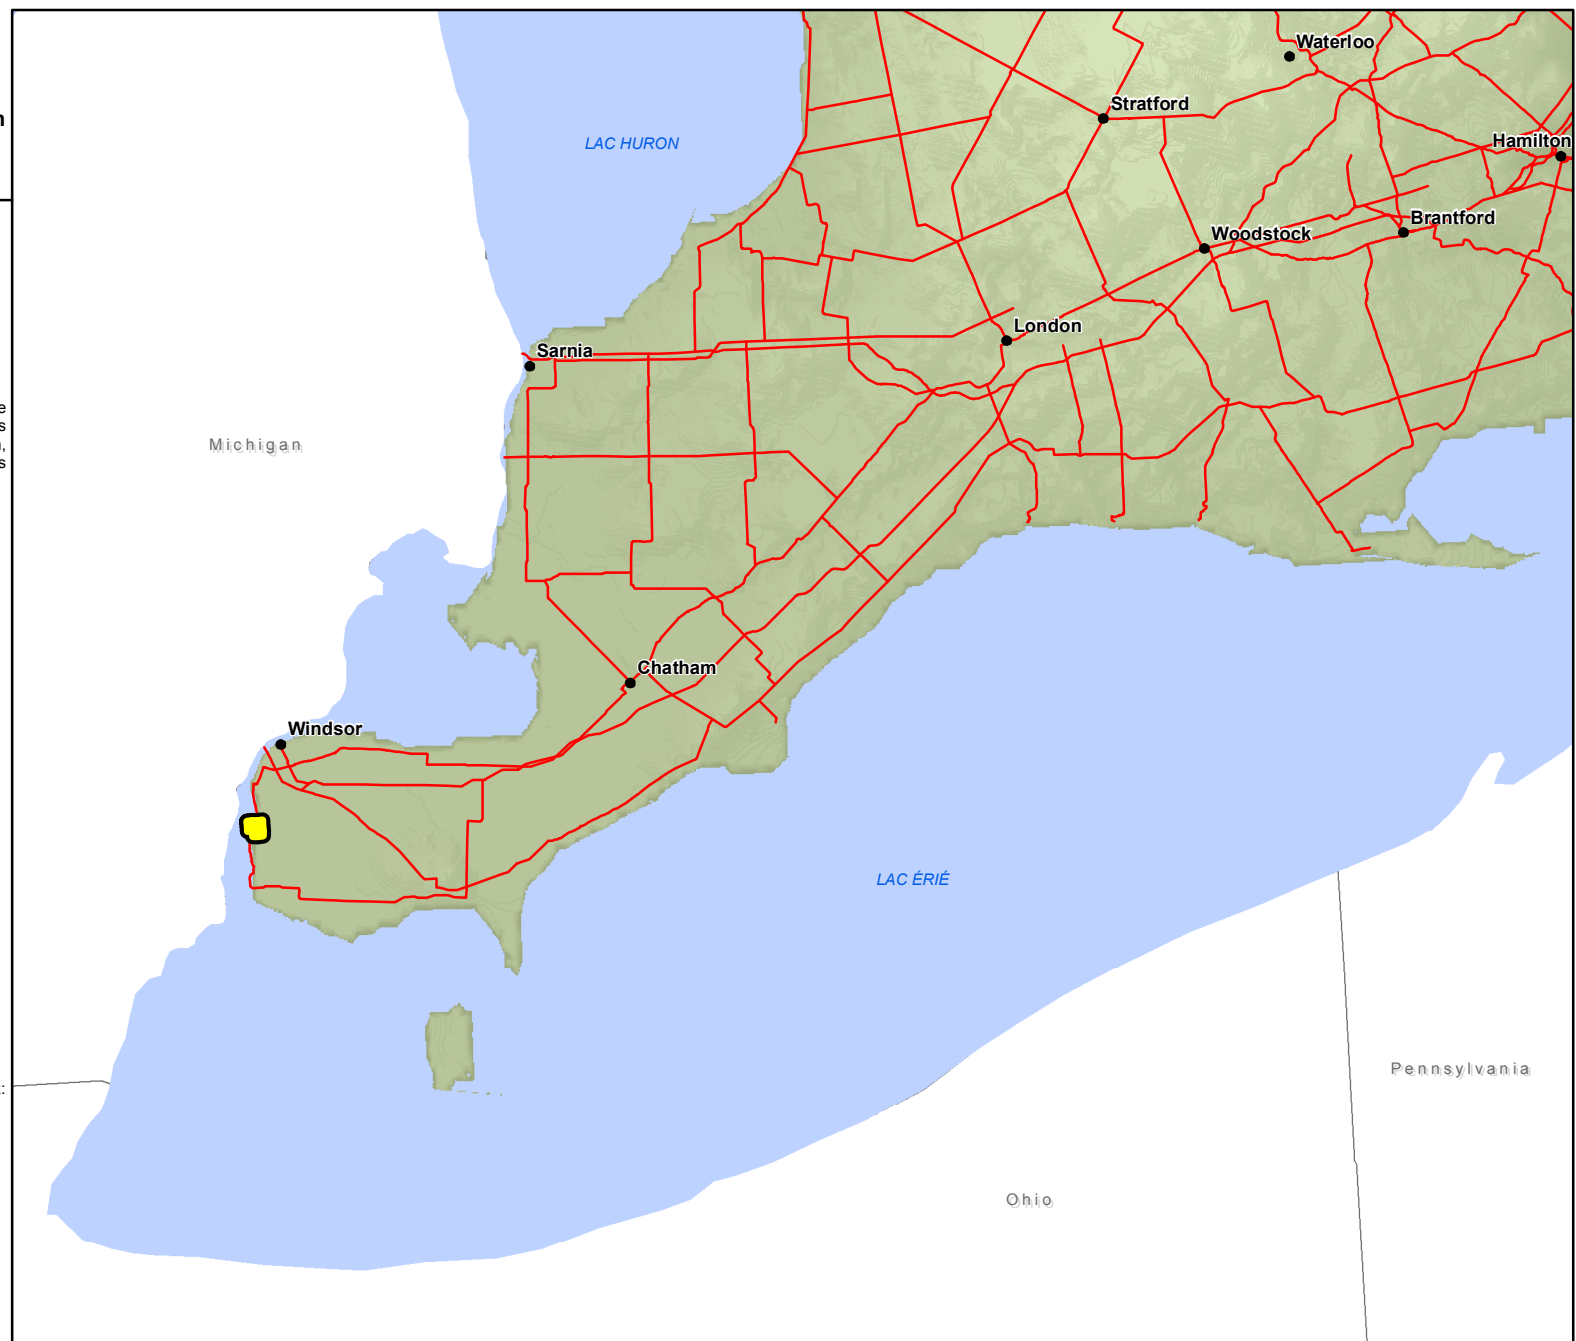 Waterloo
Stratford
n
LAC HURON
Hamilton
Brantford
Woodstock
London
Sarnia
e
s
Michigan
,
s
Chatham
Windsor
LAC ÉRIÉ
Pennsylvania
:
Ohio